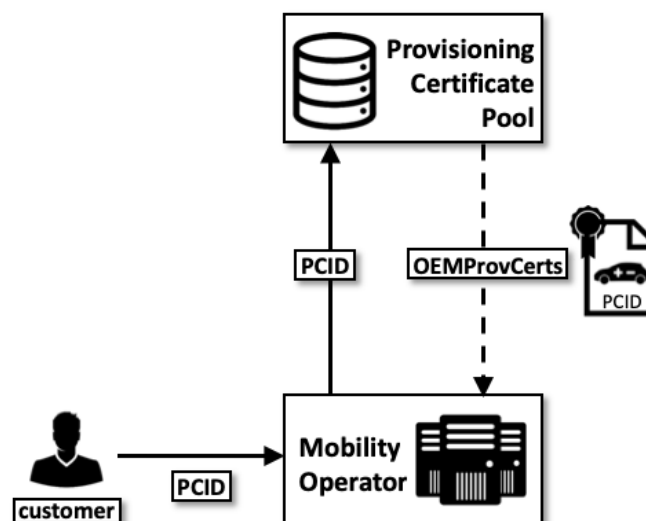 Provisioning
Certificate
Pool
PCID
OEMProvCerts
PCID
Mobility
Operator
PCID
customer